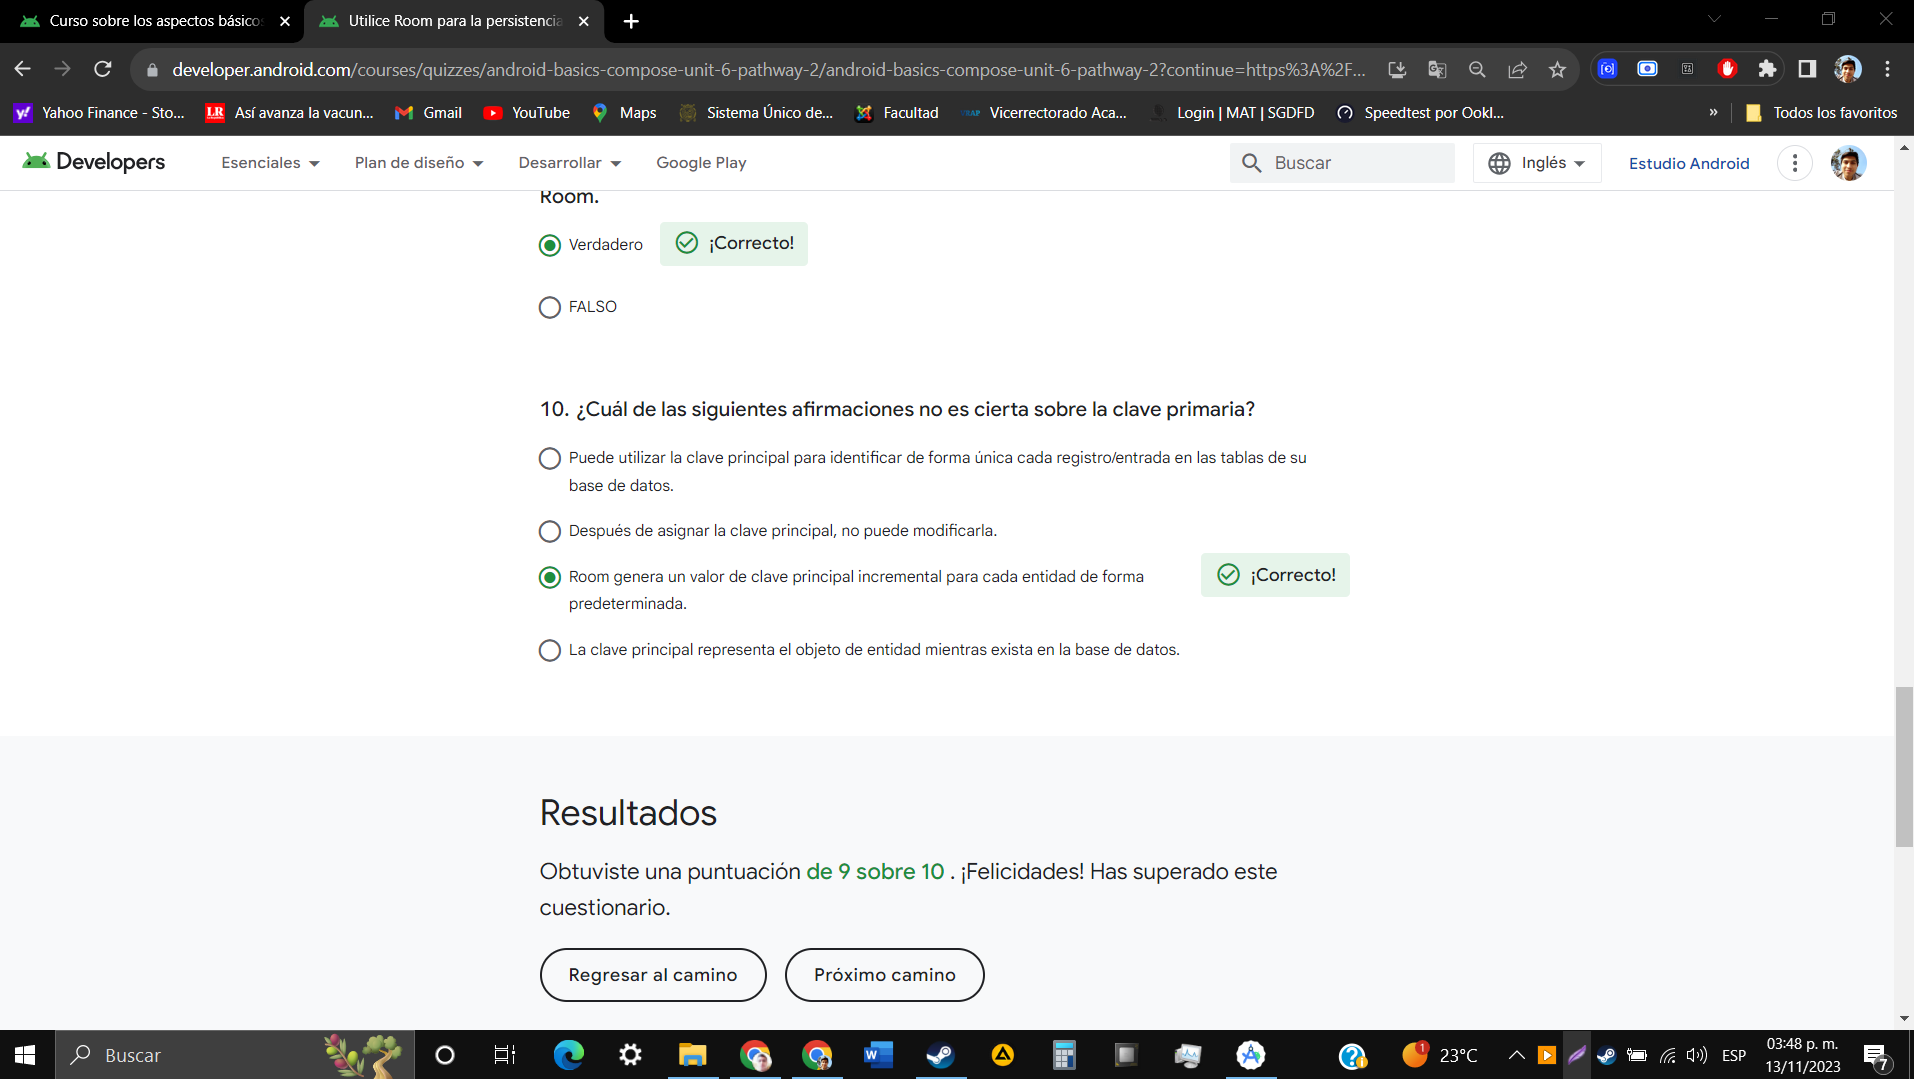 Curso sobre los aspectos básicos
Utilice Room para la persistencia
developer.android.com/courses/quizzes/android-basics-compose-unit-6-pathway-2/android-basics-compose-unit-6-pathway-2?continue=https%3A%2F...
Yahoo Finance - Sto...
Así avanza la vacun...
Gmail
YouTube
Maps
Sistema Único de...
Facultad
Vicerrectorado Aca...
Login | MAT | SGDFD
Speedtest por Ookl...
»
Todos los favoritos
Developers
Esenciales
Plan de diseño
Desarrollar
Google Play
Buscar
Inglés
Estudio Android
Room.
Verdadero
¡Correcto!
FALSO
10. ¿Cuál de las siguientes afirmaciones no es cierta sobre la clave primaria?
Puede utilizar la clave principal para identificar de forma única cada registro/entrada en las tablas de su
base de datos.
Después de asignar la clave principal, no puede modificarla.
Room genera un valor de clave principal incremental para cada entidad de forma
predeterminada.
¡Correcto!
La clave principal representa el objeto de entidad mientras exista en la base de datos.
Resultados
Obtuviste una puntuación de 9 sobre 10 . ¡Felicidades! Has superado este
cuestionario.
Regresar al camino
Próximo camino
Buscar
1
23°C
ESP
03:48 p. m.
13/11/2023
7